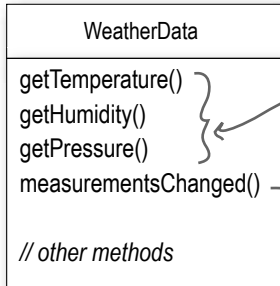 WeatherData
getTemperature()
getHumidity()
getPressure()
measurementsChanged()
// other methods